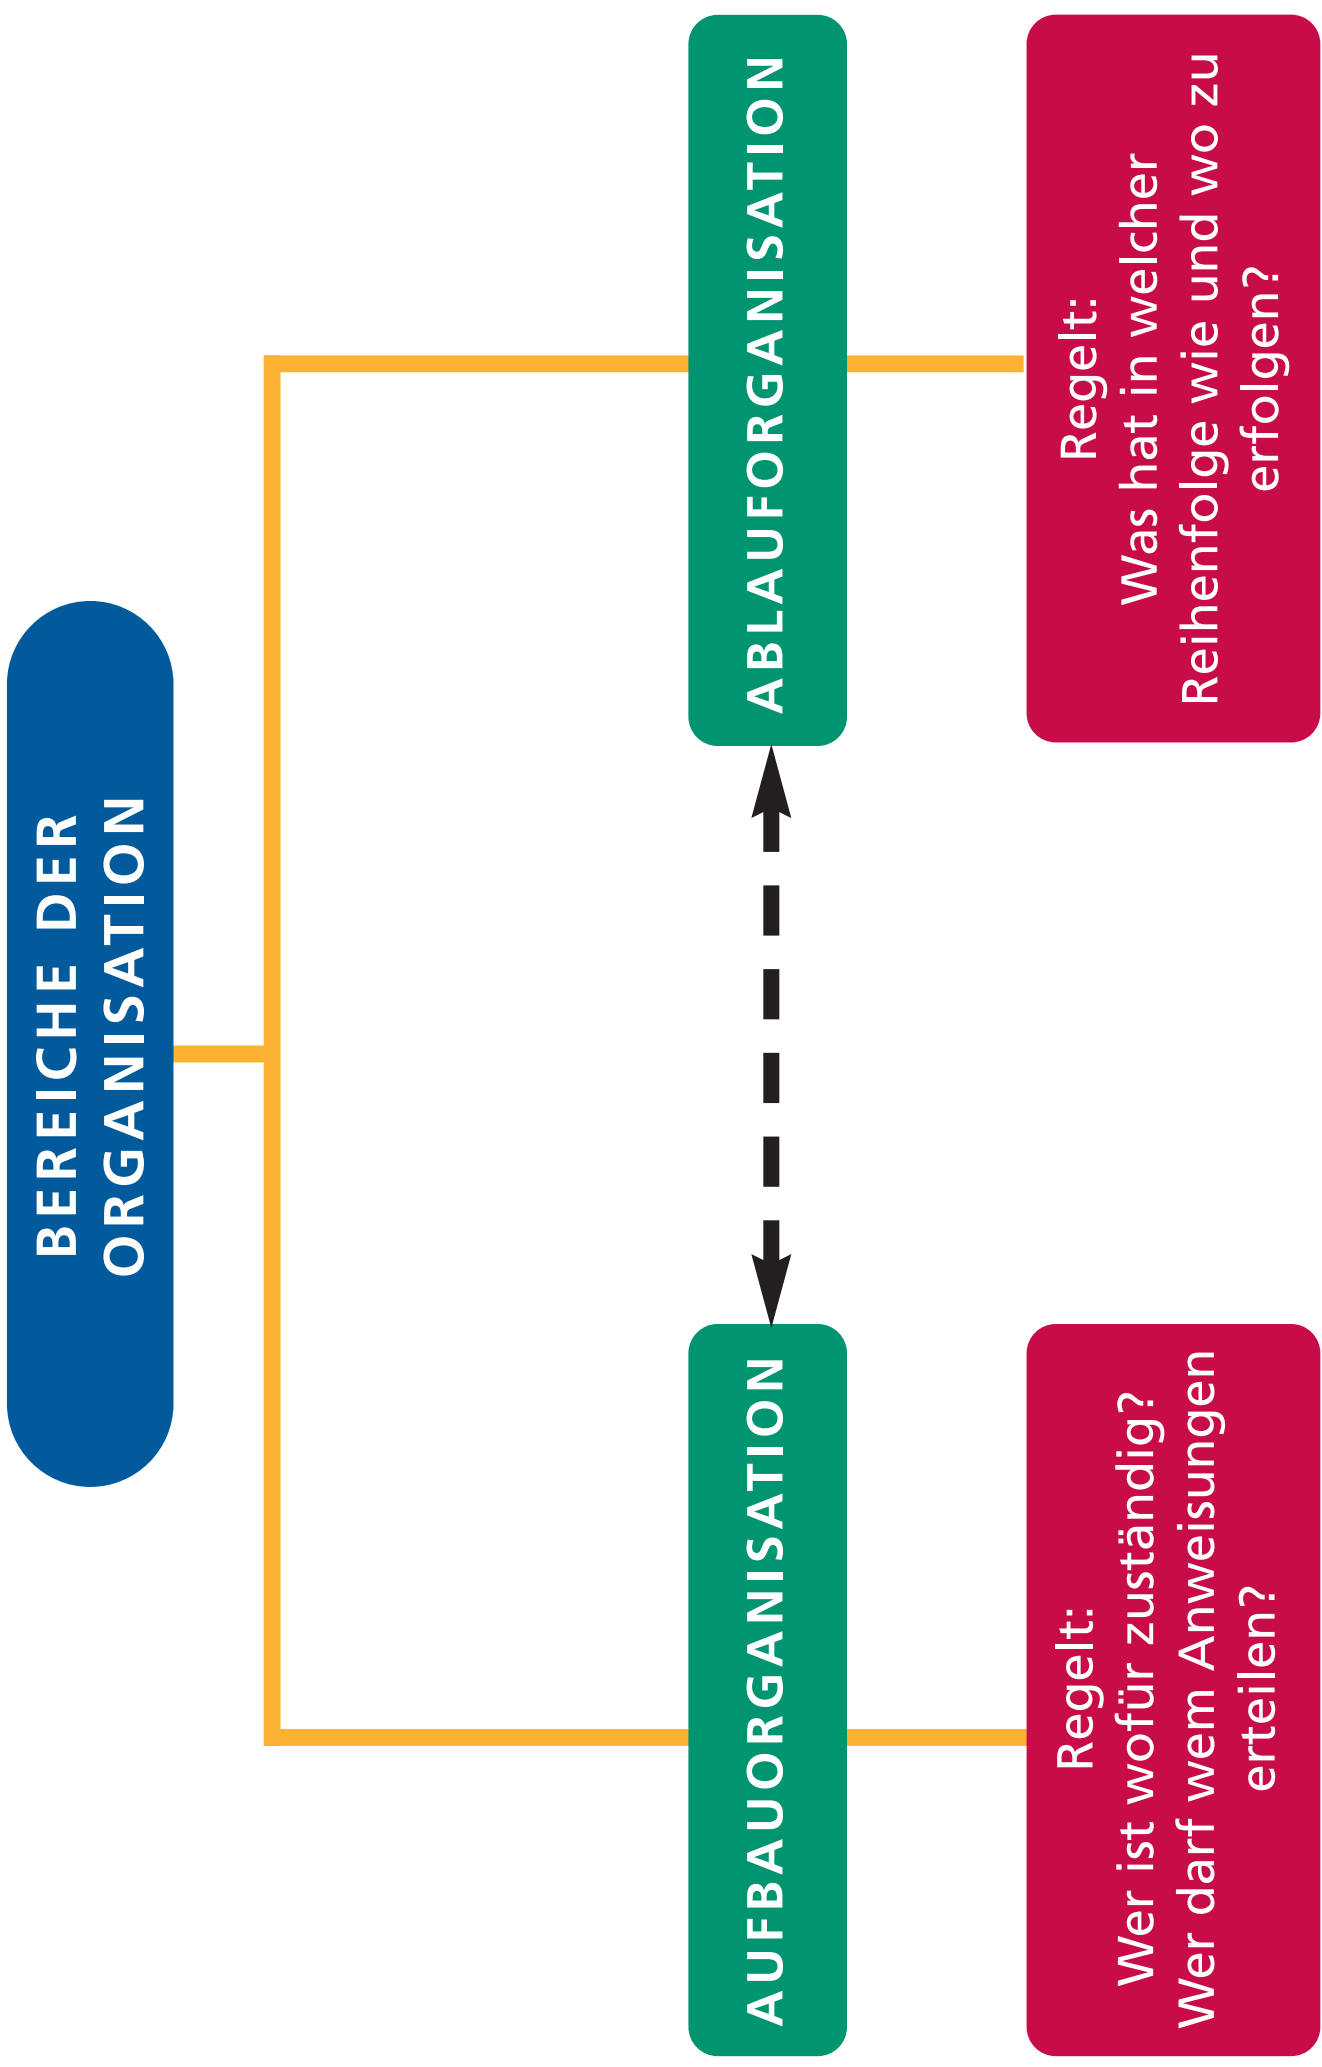 BEREICHE DER
ORGANISATION
AUFBAUORGANISATION
ABLAUFORGANISATION
Regelt:
Wer ist wofür zuständig?
Wer darf wem Anweisungen
erteilen?
Regelt:
Was hat in welcher
Reihenfolge wie und wo zu
erfolgen?